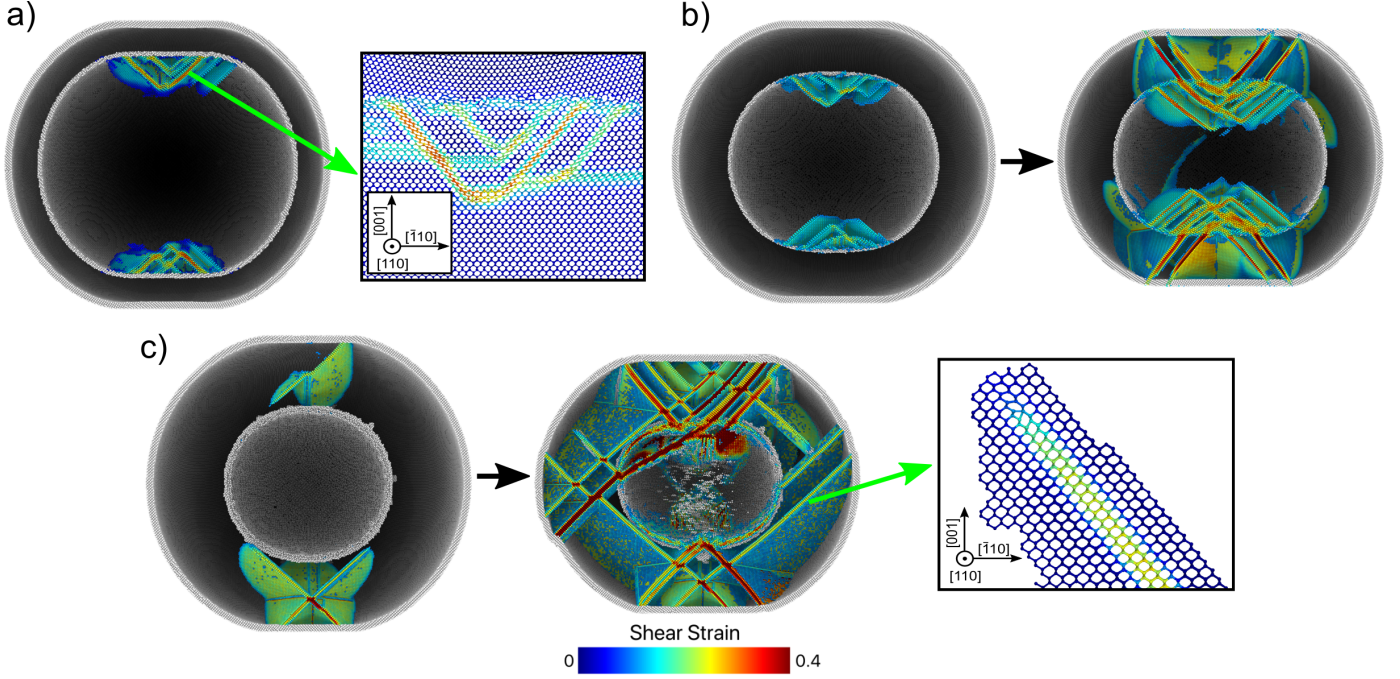 a)
b)
[001]
[1̄10]
[110]
c)
[001]
[1̄10]
[110]
Shear Strain
0
0.4